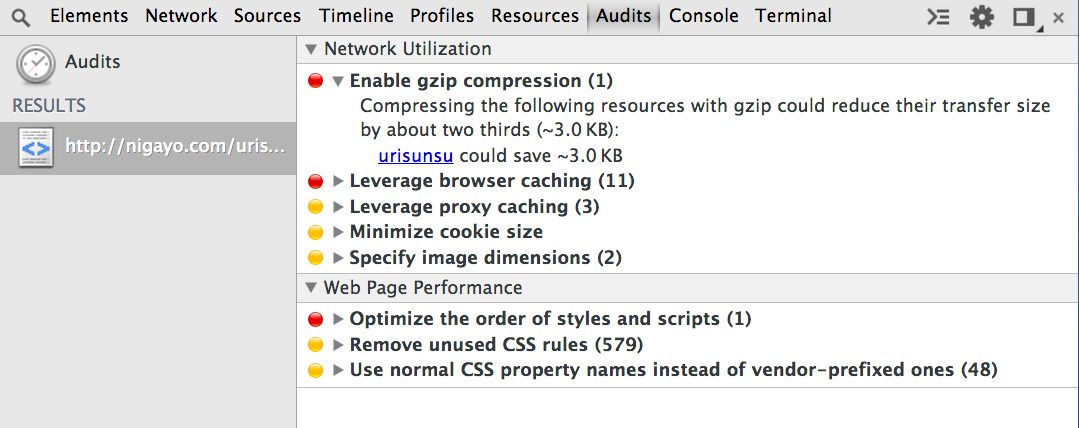 Elements Network Sources Timeline Profiles Resources Audits Console Terminal
Audits
RESULTS
http://nigayo.com/uris...
Network Utilization
Enable gzip compression (1)
Compressing the following resources with gzip could reduce their transfer size
by about two thirds (~3.0 KB):
urisunsu could save ~3.0 KB
Leverage browser caching (11)
Leverage proxy caching (3)
Minimize cookie size
Specify image dimensions (2)
Web Page Performance
Optimize the order of styles and scripts (1)
Remove unused CSS rules (579)
Use normal CSS property names instead of vendor-prefixed ones (48)